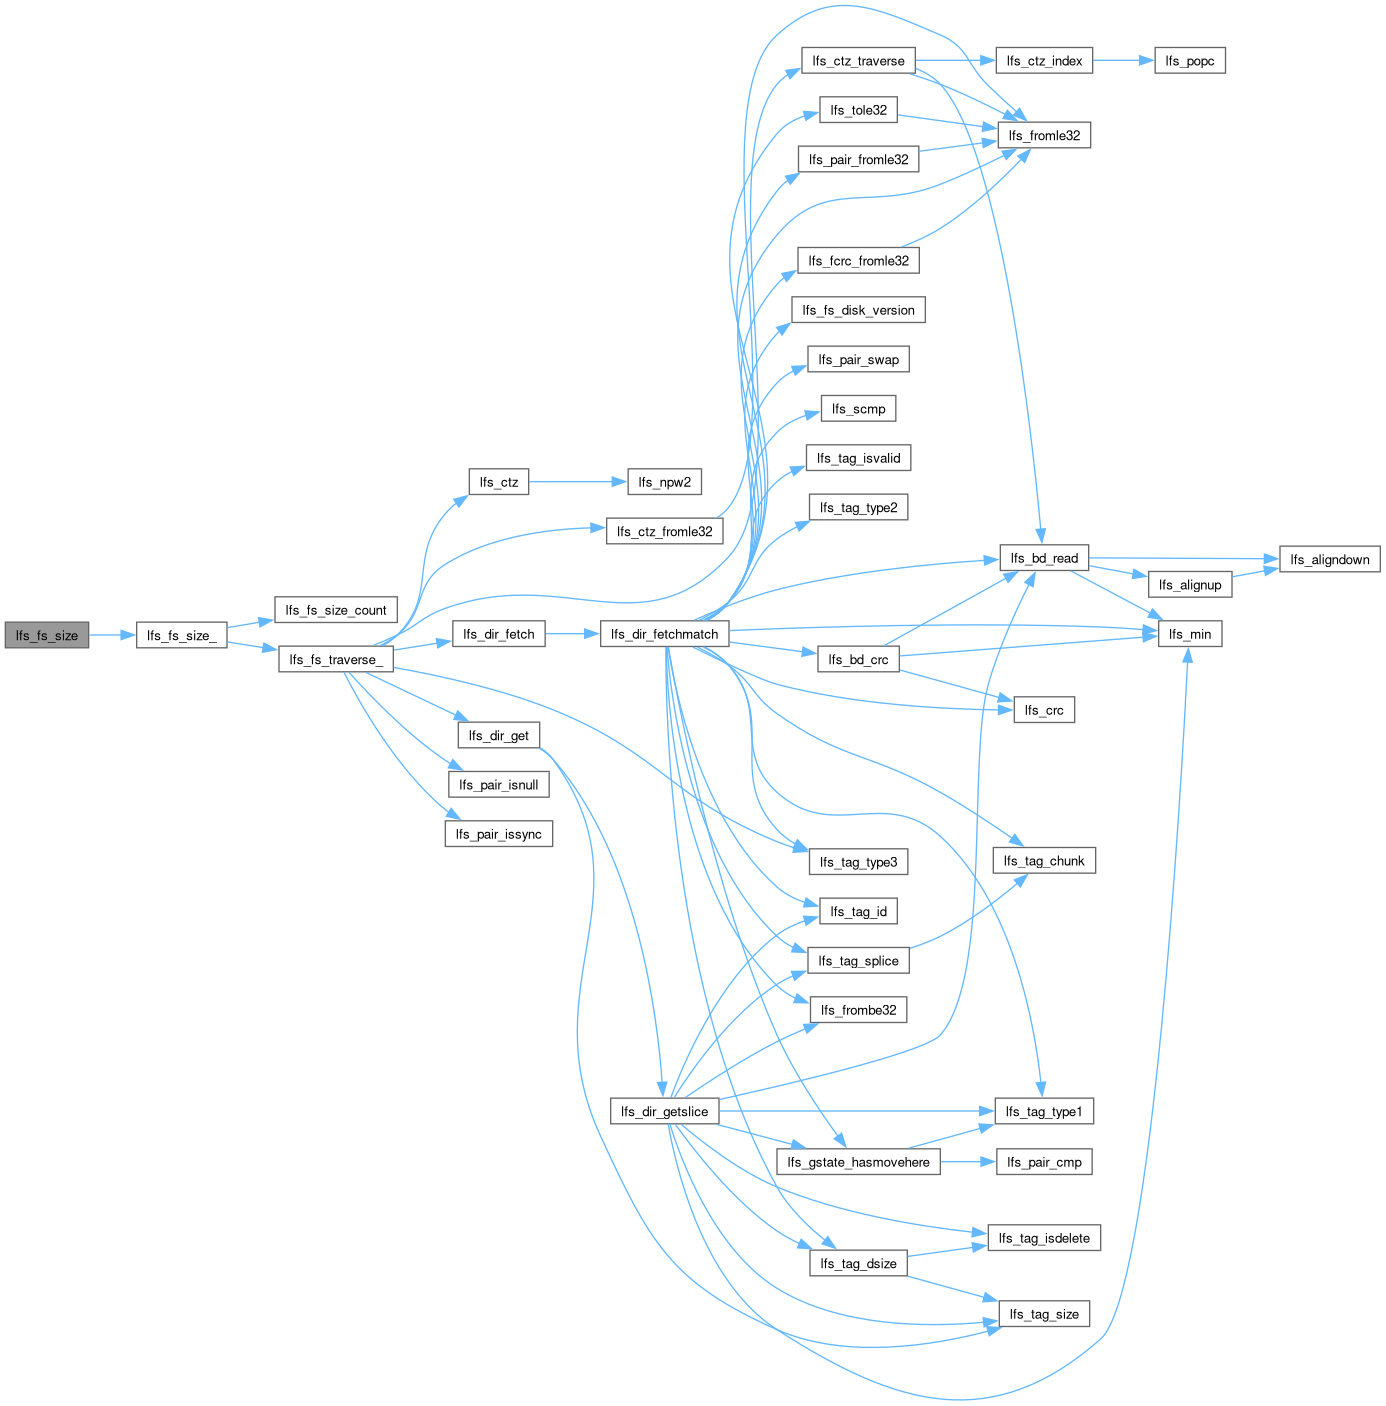 lfs_fs_size
lfs_fs_size_
lfs_fs_size_count
lfs_fs_traverse_
lfs_ctz
lfs_npw2
lfs_ctz_fromle32
lfs_dir_fetch
lfs_dir_get
lfs_pair_isnull
lfs_pair_issync
lfs_dir_fetchmatch
lfs_dir_getslice
lfs_ctz_traverse
lfs_tole32
lfs_pair_fromle32
lfs_fcrc_fromle32
lfs_fs_disk_version
lfs_pair_swap
lfs_scmp
lfs_tag_isvalid
lfs_tag_type2
lfs_bd_crc
lfs_tag_type3
lfs_tag_id
lfs_tag_splice
lfs_frombe32
lfs_gstate_hasmovehere
lfs_tag_dsize
lfs_ctz_index
lfs_fromle32
lfs_bd_read
lfs_crc
lfs_tag_chunk
lfs_tag_type1
lfs_pair_cmp
lfs_tag_isdelete
lfs_tag_size
lfs_popc
lfs_alignup
lfs_min
lfs_aligndown